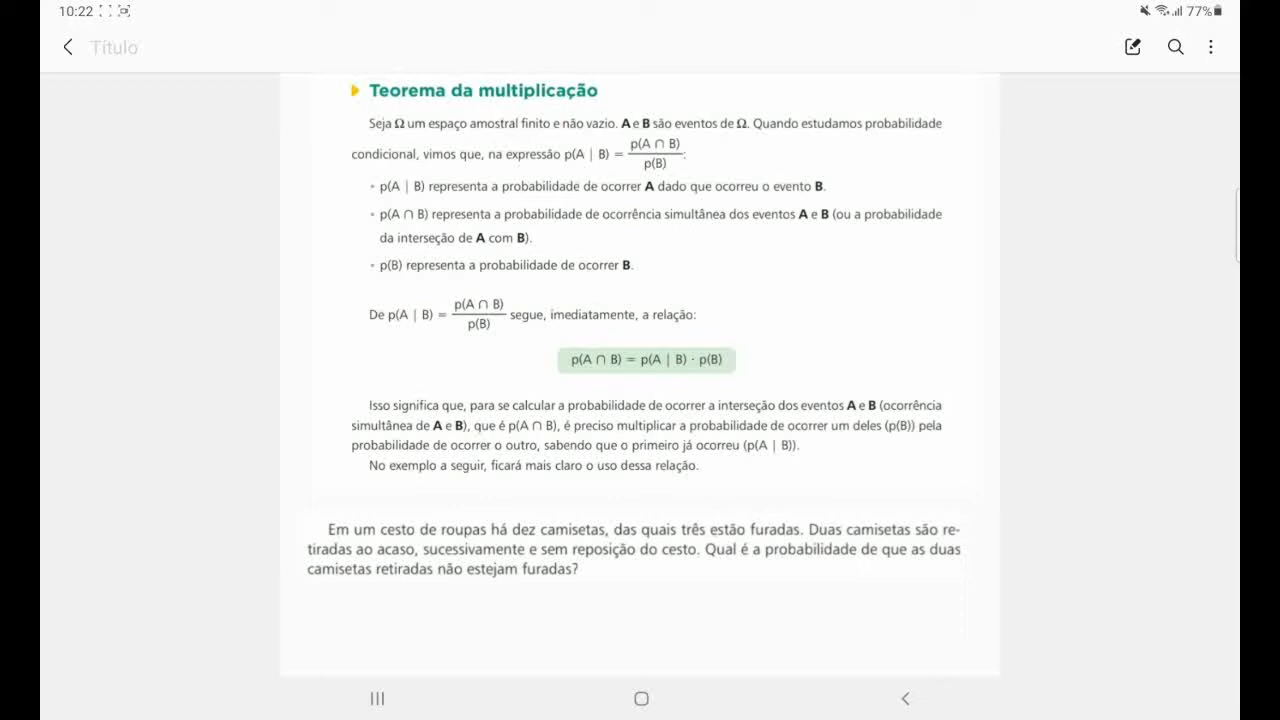 10:22
77%
Título
Teorema da multiplicação
Seja Ω um espaço amostral finito e não vazio. A e B são eventos de Ω. Quando estudamos probabilidade
condicional, vimos que, na expressão p(A | B) = p(A ∩ B) / p(B):
• p(A | B) representa a probabilidade de ocorrer A dado que ocorreu o evento B.
• p(A ∩ B) representa a probabilidade de ocorrência simultânea dos eventos A e B (ou a probabilidade
da interseção de A com B).
• p(B) representa a probabilidade de ocorrer B.
De p(A | B) = p(A ∩ B) / p(B) segue, imediatamente, a relação:
p(A ∩ B) = p(A | B) · p(B)
Isso significa que, para se calcular a probabilidade de ocorrer a interseção dos eventos A e B (ocorrência
simultânea de A e B), que é p(A ∩ B), é preciso multiplicar a probabilidade de ocorrer um deles (p(B)) pela
probabilidade de ocorrer o outro, sabendo que o primeiro já ocorreu (p(A | B)).
No exemplo a seguir, ficará mais claro o uso dessa relação.
Em um cesto de roupas há dez camisetas, das quais três estão furadas. Duas camisetas são re-
tiradas ao acaso, sucessivamente e sem reposição do cesto. Qual é a probabilidade de que as duas
camisetas retiradas não estejam furadas?